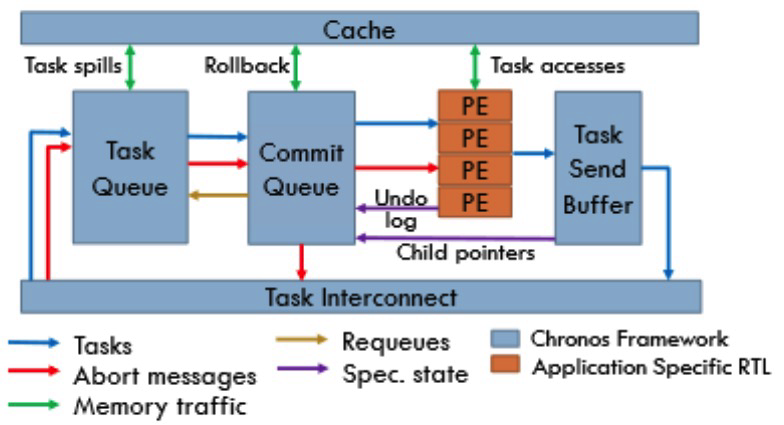 Cache
Task spills
Rollback
Task accesses
Task
Queue
Commit
Queue
PE
PE
PE
PE
Task
Send
Buffer
Undo
log
Child pointers
Task Interconnect
Tasks
Abort messages
Memory traffic
Requeues
Spec. state
Chronos Framework
Application Specific RTL